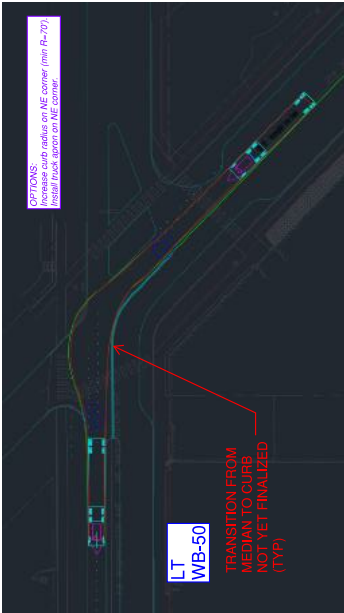 OPTIONS:
Increase curb radius on NE corner (min R=70').
Install truck apron on NE corner.
LT
WB-50
TRANSITION FROM
MEDIAN TO CURB
NOT YET FINALIZED
(TYP)